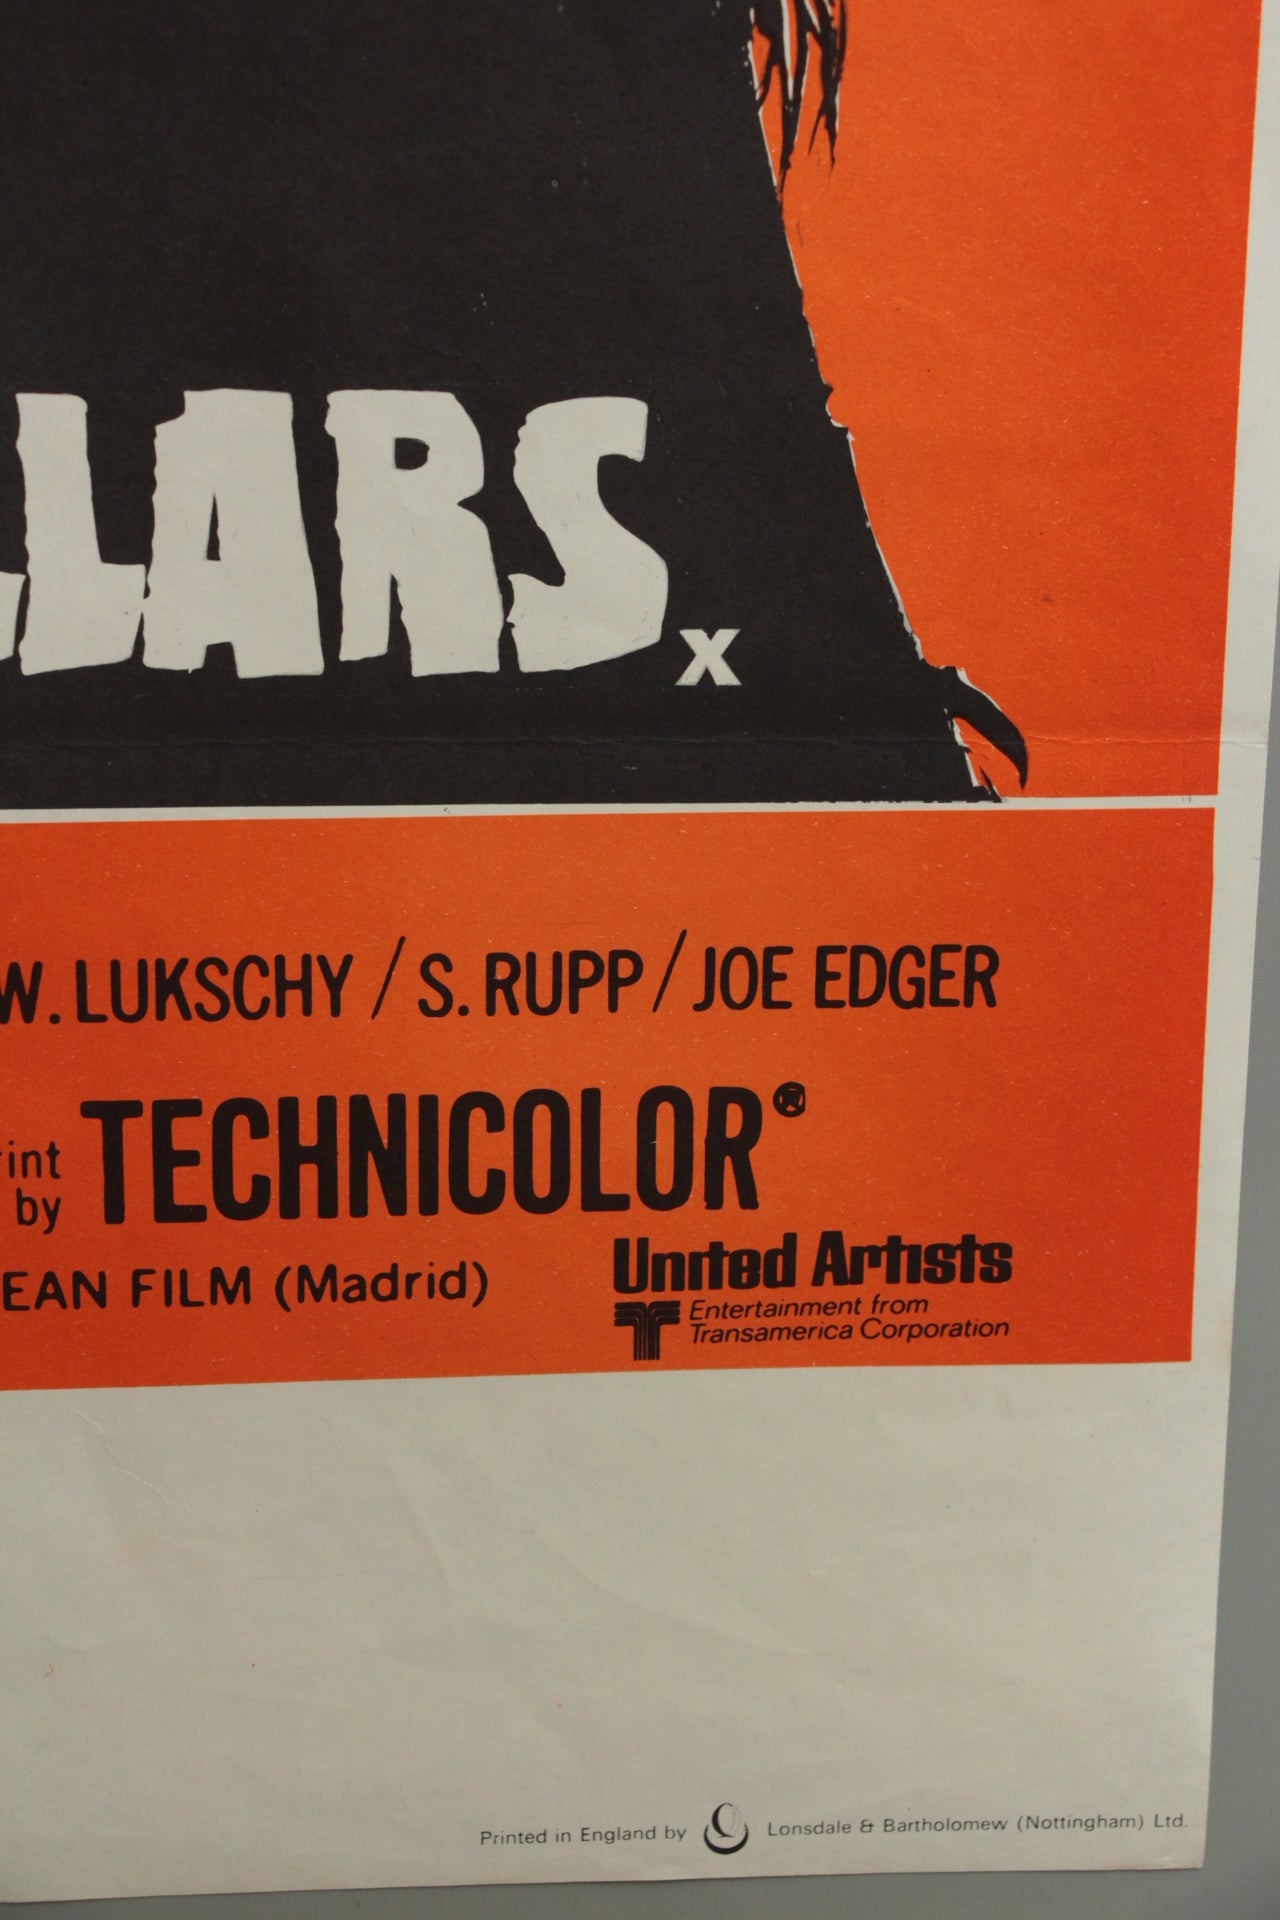 LLARS.
x
W. LUKSCHY / S. RUPP / JOE EDGER
int
by TECHNICOLOR®
EAN FILM (Madrid)
United Artists
Entertainment from
Transamerica Corporation
Printed in England by Lonsdale & Bartholomew (Nottingham) Ltd.